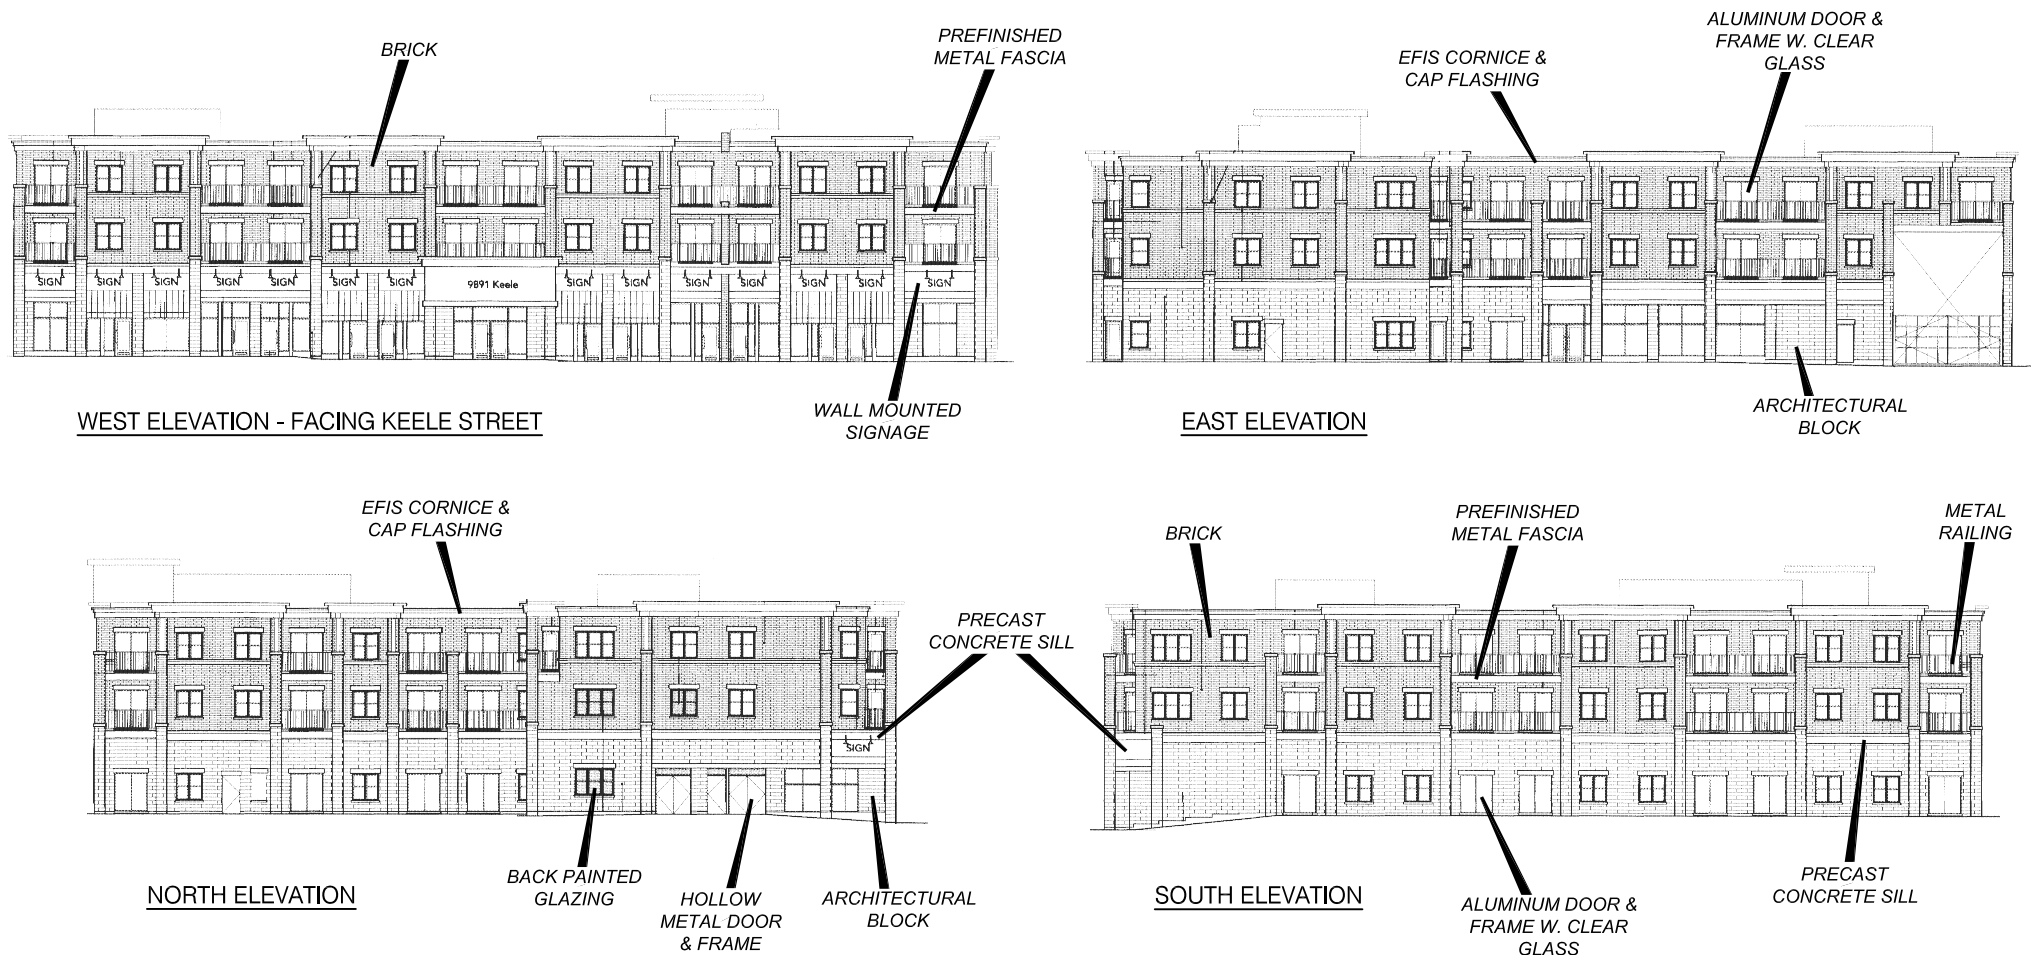 BRICK
PREFINISHED
METAL FASCIA
SIGN
SIGN
SIGN
SIGN
SIGN
SIGN
SIGN
9891 Keele
SIGN
SIGN
SIGN
SIGN
SIGN
SIGN
SIGN
WALL MOUNTED
SIGNAGE
WEST ELEVATION - FACING KEELE STREET
EFIS CORNICE &
CAP FLASHING
ALUMINUM DOOR &
FRAME W. CLEAR
GLASS
ARCHITECTURAL
BLOCK
EAST ELEVATION
EFIS CORNICE &
CAP FLASHING
PRECAST
CONCRETE SILL
SIGN
BACK PAINTED
GLAZING
HOLLOW
METAL DOOR
& FRAME
ARCHITECTURAL
BLOCK
NORTH ELEVATION
BRICK
PREFINISHED
METAL FASCIA
METAL
RAILING
SOUTH ELEVATION
ALUMINUM DOOR &
FRAME W. CLEAR
GLASS
PRECAST
CONCRETE SILL